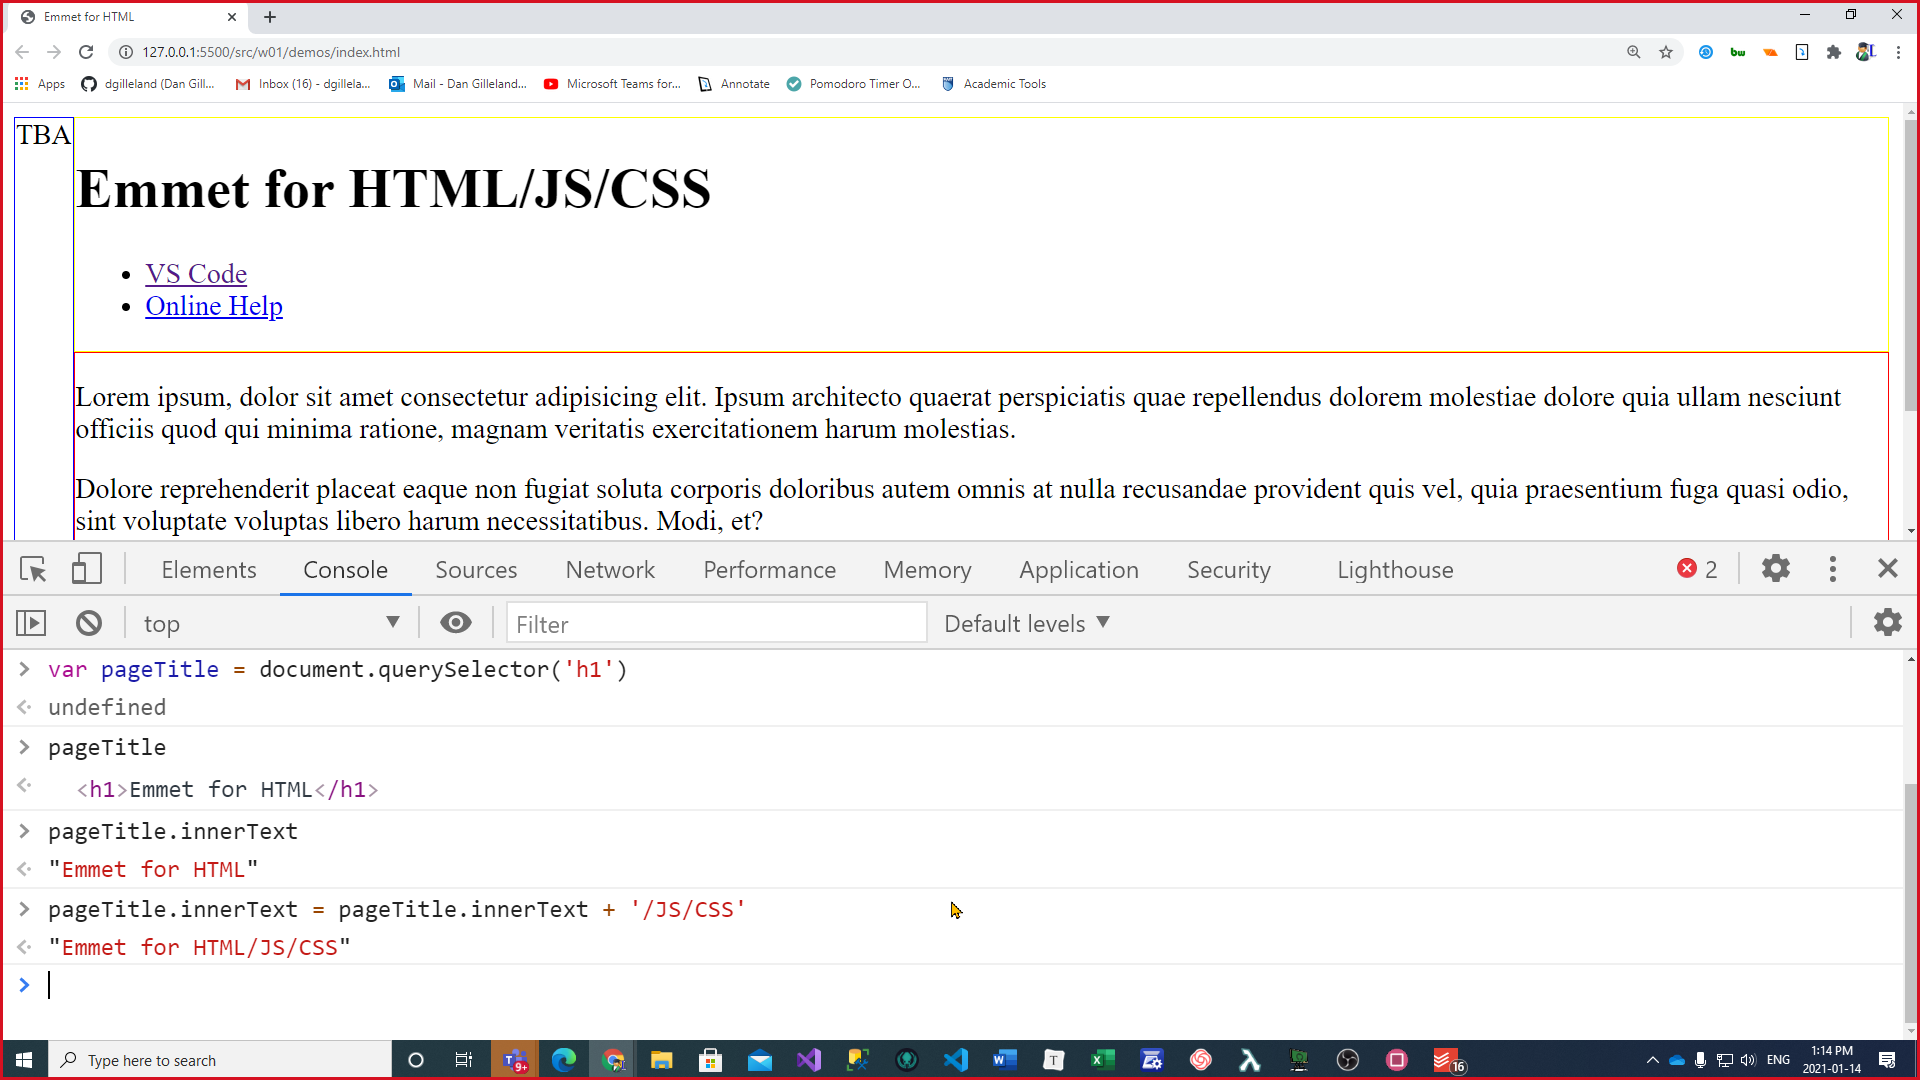 Emmet for HTML
127.0.0.1:5500/src/w01/demos/index.html
bw
Apps
dgilleland (Dan Gill...
Inbox (16) - dgillela...
Mail - Dan Gilleland...
Microsoft Teams for...
Annotate
Pomodoro Timer O...
Academic Tools
TBA
Emmet for HTML/JS/CSS
• VS Code
• Online Help
Lorem ipsum, dolor sit amet consectetur adipisicing elit. Ipsum architecto quaerat perspiciatis quae repellendus dolorem molestiae dolore quia ullam nesciunt
officiis quod qui minima ratione, magnam veritatis exercitationem harum molestias.
Dolore reprehenderit placeat eaque non fugiat soluta corporis doloribus autem omnis at nulla recusandae provident quis vel, quia praesentium fuga quasi odio,
sint voluptate voluptas libero harum necessitatibus. Modi, et?
Elements Console Sources Network Performance Memory Application Security Lighthouse 2
top Filter Default levels
> var pageTitle = document.querySelector('h1')
undefined
> pageTitle
<h1>Emmet for HTML</h1>
> pageTitle.innerText
"Emmet for HTML"
> pageTitle.innerText = pageTitle.innerText + '/JS/CSS'
"Emmet for HTML/JS/CSS"
>
Type here to search
9+
16
ENG
1:14 PM
2021-01-14